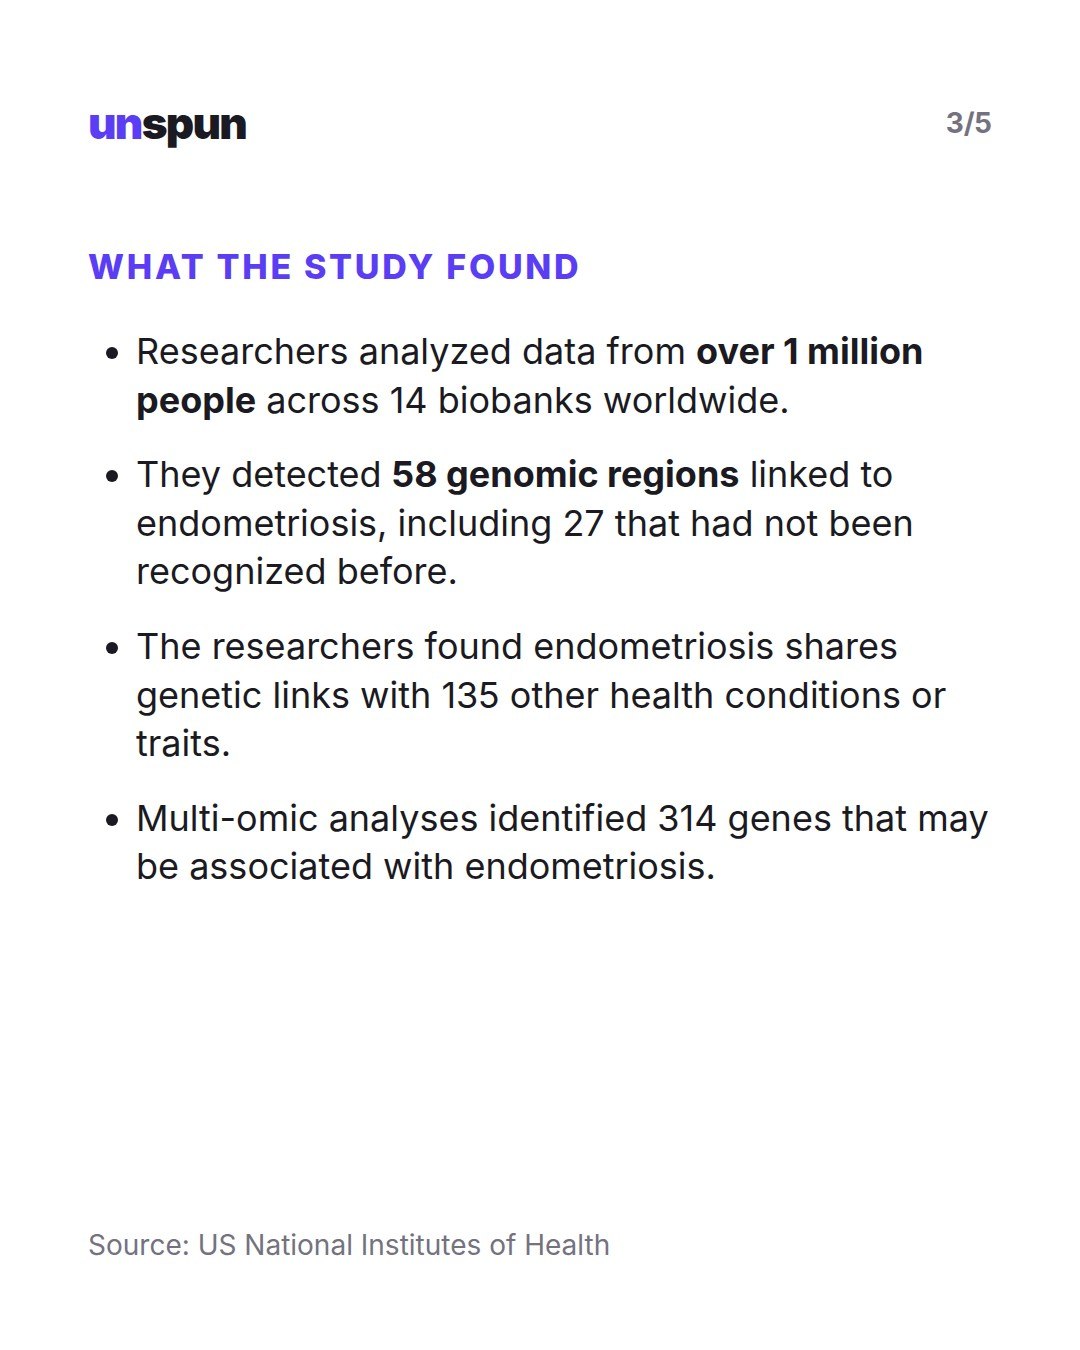 unspun
3/5
WHAT THE STUDY FOUND
• Researchers analyzed data from over 1 million
people across 14 biobanks worldwide.
• They detected 58 genomic regions linked to
endometriosis, including 27 that had not been
recognized before.
• The researchers found endometriosis shares
genetic links with 135 other health conditions or
traits.
• Multi-omic analyses identified 314 genes that may
be associated with endometriosis.
Source: US National Institutes of Health